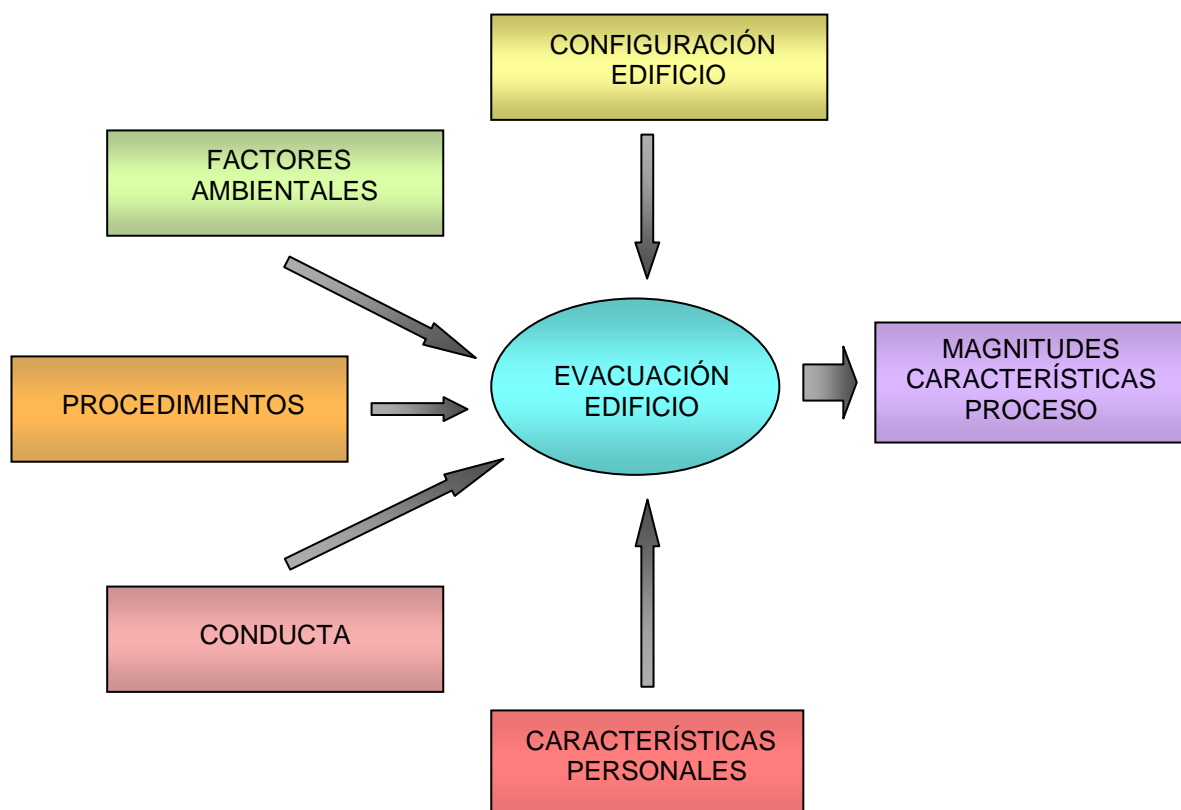 CONFIGURACIÓN
EDIFICIO
FACTORES
AMBIENTALES
PROCEDIMIENTOS
EVACUACIÓN
EDIFICIO
MAGNITUDES
CARACTERÍSTICAS
PROCESO
CONDUCTA
CARACTERÍSTICAS
PERSONALES